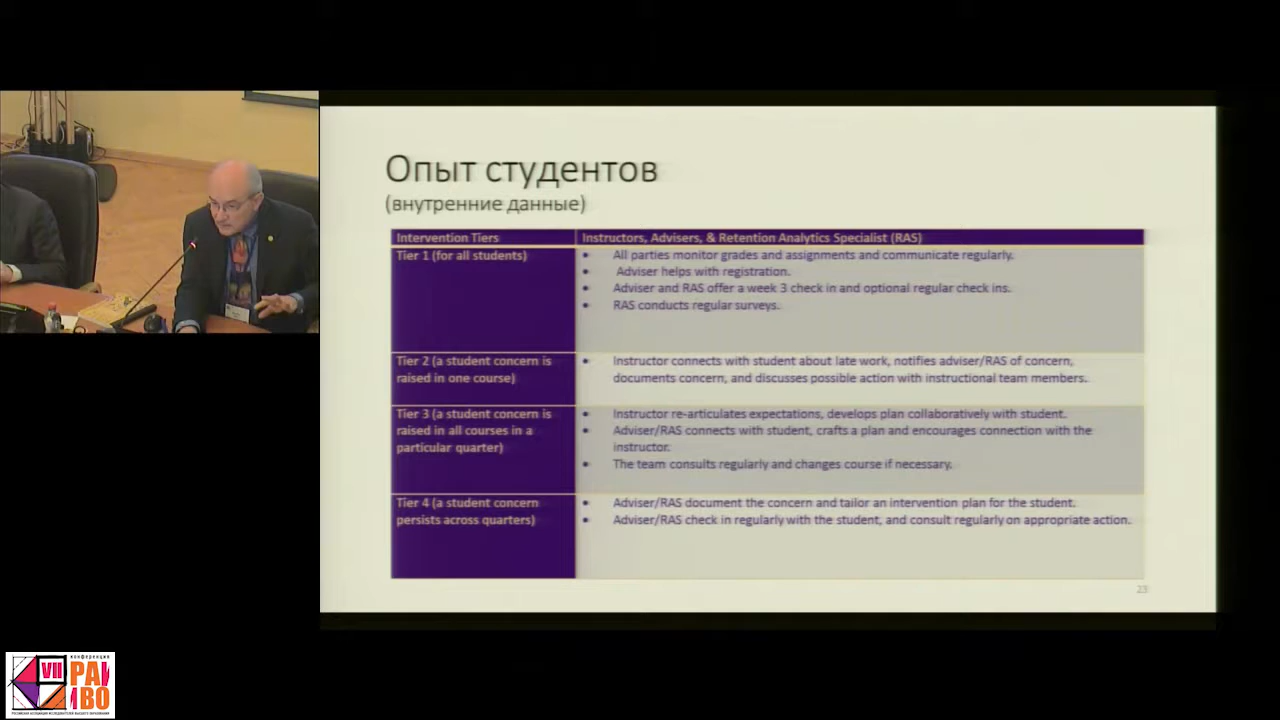 Опыт студентов
(внутренние данные)
Intervention Tiers
Instructors, Advisers, & Retention Analytics Specialist (RAS)
Tier 1 (for all students)
• All parties monitor grades and assignments and communicate regularly.
• Adviser helps with registration.
• Adviser and RAS offer a week 3 check in and optional regular check ins.
• RAS conducts regular surveys.
Tier 2 (a student concern is
raised in one course)
• Instructor connects with student about late work, notifies adviser/RAS of concern,
documents concern, and discusses possible action with instructional team members.
Tier 3 (a student concern is
raised in all courses in a
particular quarter)
• Instructor re-articulates expectations, develops plan collaboratively with student.
• Adviser/RAS connects with student, crafts a plan and encourages connection with the
instructor.
• The team consults regularly and changes course if necessary.
Tier 4 (a student concern
persists across quarters)
• Adviser/RAS document the concern and tailor an intervention plan for the student.
• Adviser/RAS check in regularly with the student, and consult regularly on appropriate action.
23
конференция
VII
РОССИЙСКАЯ АССОЦИАЦИЯ ИССЛЕДОВАТЕЛЕЙ ВЫСШЕГО ОБРАЗОВАНИЯ